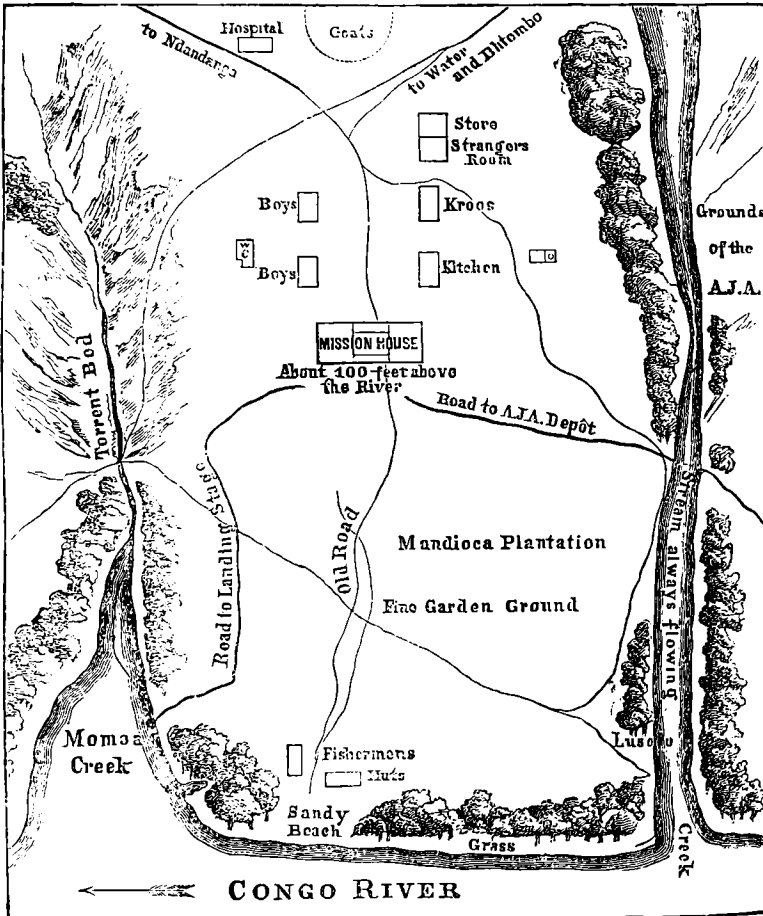 Hospital
Goats
to Ndandanga
to Water
and Dhtombo
Store
Strangers
Room
Boys
Kroos
Grounds
of the
A.J.A.
W
C
Boys
Kitchen
MISSION HOUSE
About 100 feet above
the River
Torrent Bed
Road to A.J.A. Depôt
Road to Landing Stage
Old Road
Mandioca Plantation
Fine Garden Ground
Stream always flowing
Creek
Fishermens
Huts
Sandy
Beach
Grass
Creek
CONGO RIVER